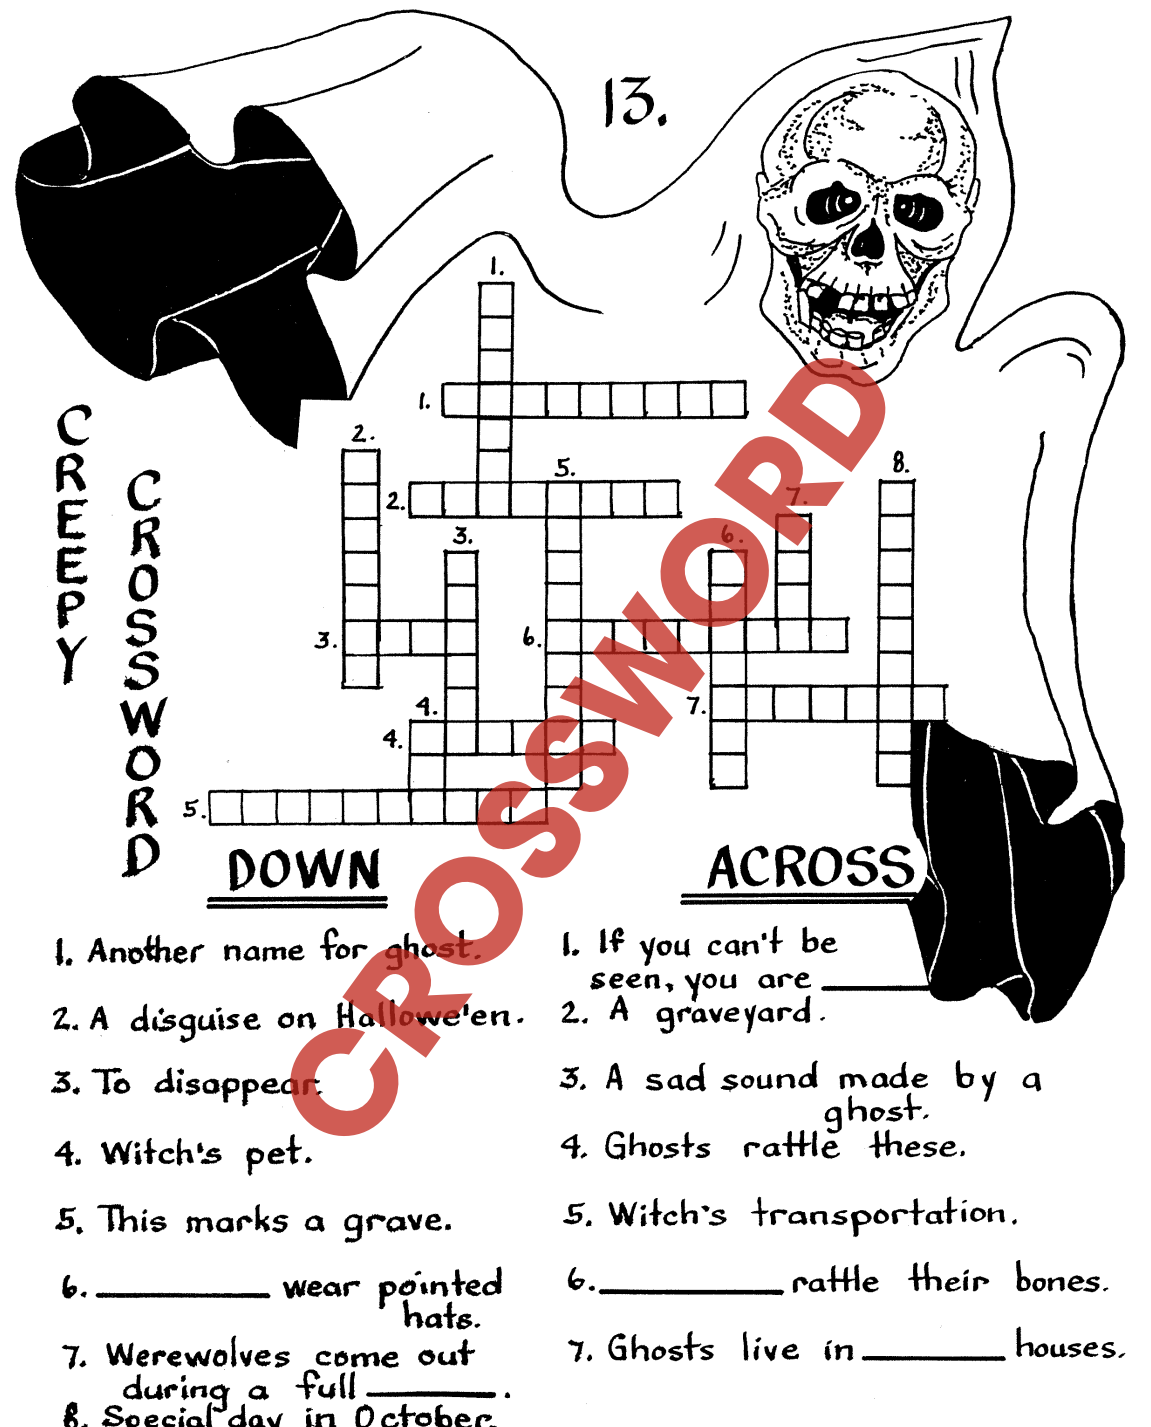 13.
CREEPY
CROSSWORD
1.
1.
2.
5.
8.
2.
7.
3.
6.
3.
6.
4.
7.
4.
5.
CROSSWORD
DOWN
1. Another name for ghost.
2. A disguise on Hallowe'en.
3. To disappear.
4. Witch's pet.
5. This marks a grave.
6. __________ wear pointed
hats.
7. Werewolves come out
during a full ________.
8. Special day in October.
ACROSS
1. If you can't be
seen, you are ________
2. A graveyard.
3. A sad sound made by a
ghost.
4. Ghosts rattle these.
5. Witch's transportation.
6. __________ rattle their bones.
7. Ghosts live in ________ houses.